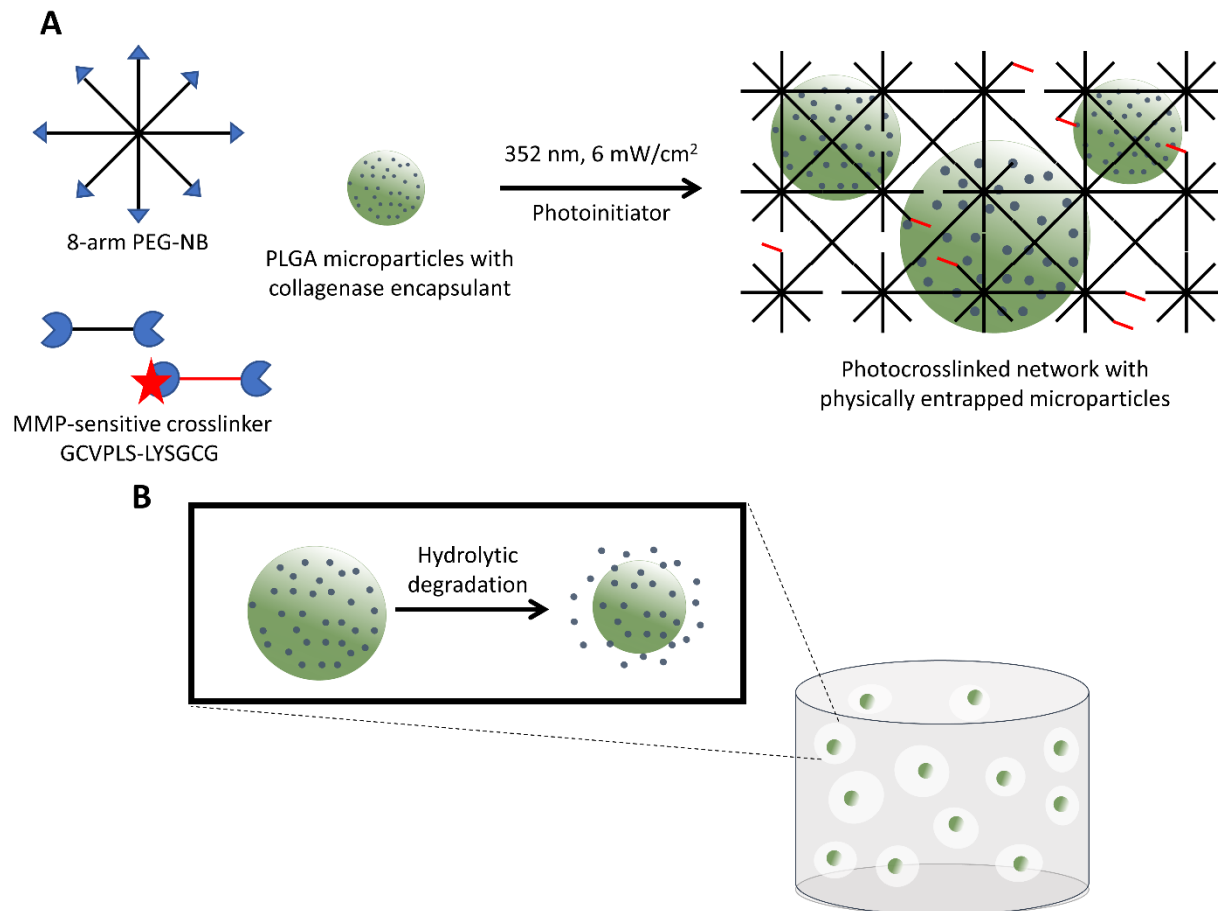 A
8-arm PEG-NB
PLGA microparticles with
collagenase encapsulant
352 nm, 6 mW/cm²
Photoinitiator
MMP-sensitive crosslinker
GCVPLS-LYSGCG
Photocrosslinked network with
physically entrapped microparticles
B
Hydrolytic
degradation